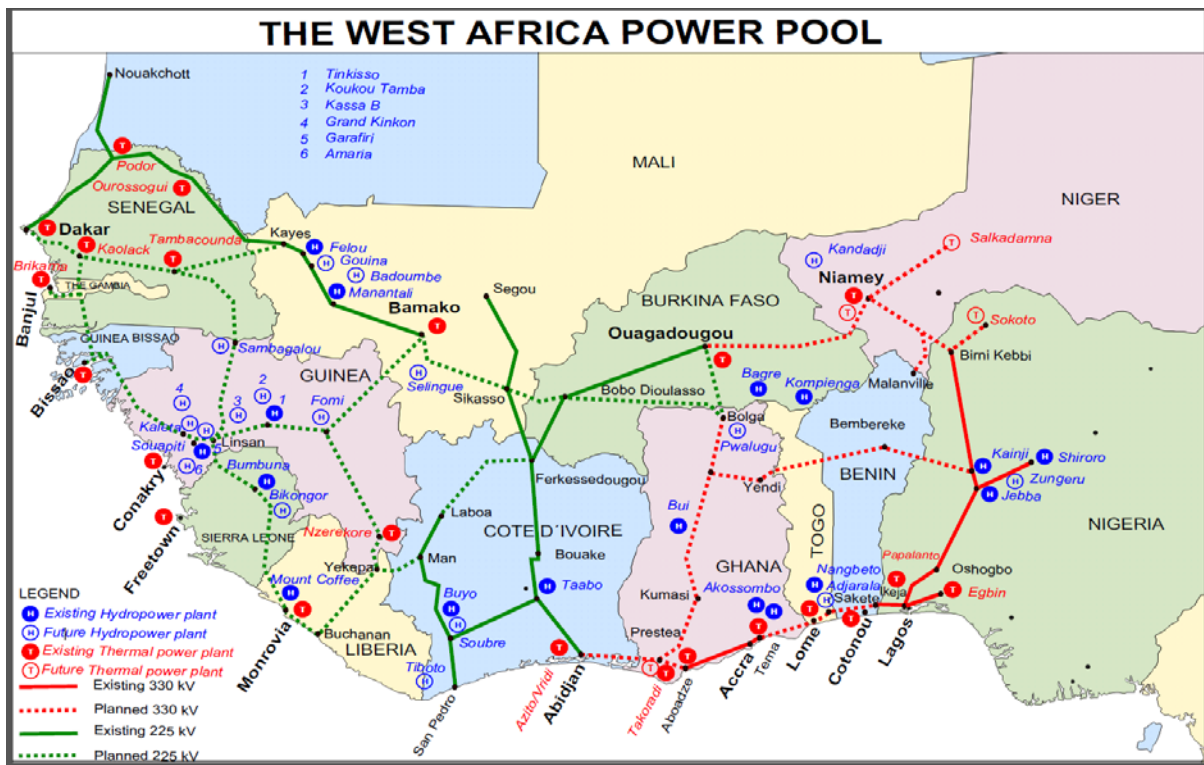 THE WEST AFRICA POWER POOL
Nouakchott
1 Tinkisso
2 Koukou Tamba
3 Kassa B
4 Grand Kinkon
5 Garafiri
6 Amaria
T
Podor
MALI
Ourossogui T
SENEGAL
NIGER
T Dakar
T Kaolack
Tambacounda
T
Kayes
H Felou
H Gouina
H Badoumbe
H Manantali
Kandadji
H
T Salkadamna
Brikama
T
THE GAMBIA
Banjul
Segou
Bamako
T
BURKINA FASO
Niamey
T
T
Sokoto
T
GUINEA BISSAO
Bissao
T
H Sambagalou
Ouagadougou
T
Birni Kebbi
GUINEA
H
Selingue
Sikasso
Bobo Dioulasso
Bagre
H
Kompienga
H
Malanville
4
H
2
H
3
H
1
H
Fomi
H
Bolga
H
Pwalugu
Bembereke
Kaleta
H
H
Souapiti
H 5
Linsan
H 6
Conakry
T
Bumbuna
H
Bikongor
H
Ferkessedougou
Yendi
BENIN
H Kainji
H Shiroro
H Zungeru
H Jebba
Freetown
T
SIERRA LEONE
Nzerekore T
Laboa
COTE D'IVOIRE
Bui
H
TOGO
NIGERIA
Yekepa
Man
Bouake
GHANA
Nangbeto
H
Adjarala
H
Papalanto
T
Oshogbo
Mount Coffee
H
T
Buyo
H
H
Soubre
H Taabo
Akossombo
H
H
Kumasi
Sakete
Ikeja
T
Egbin
LEGEND
H Existing Hydropower plant
H Future Hydropower plant
T Existing Thermal power plant
T Future Thermal power plant
Existing 330 kV
Planned 330 kV
Existing 225 kV
Planned 225 kV
Monrovia
Buchanan
LIBERIA
Tiboto
H
San Pedro
Azito/Vridi
T
Abidjan
Prestea
T
T
T
Takoradi
Aboadze
Accra
T
Tema
Lome
T
Cotonou
T
Lagos